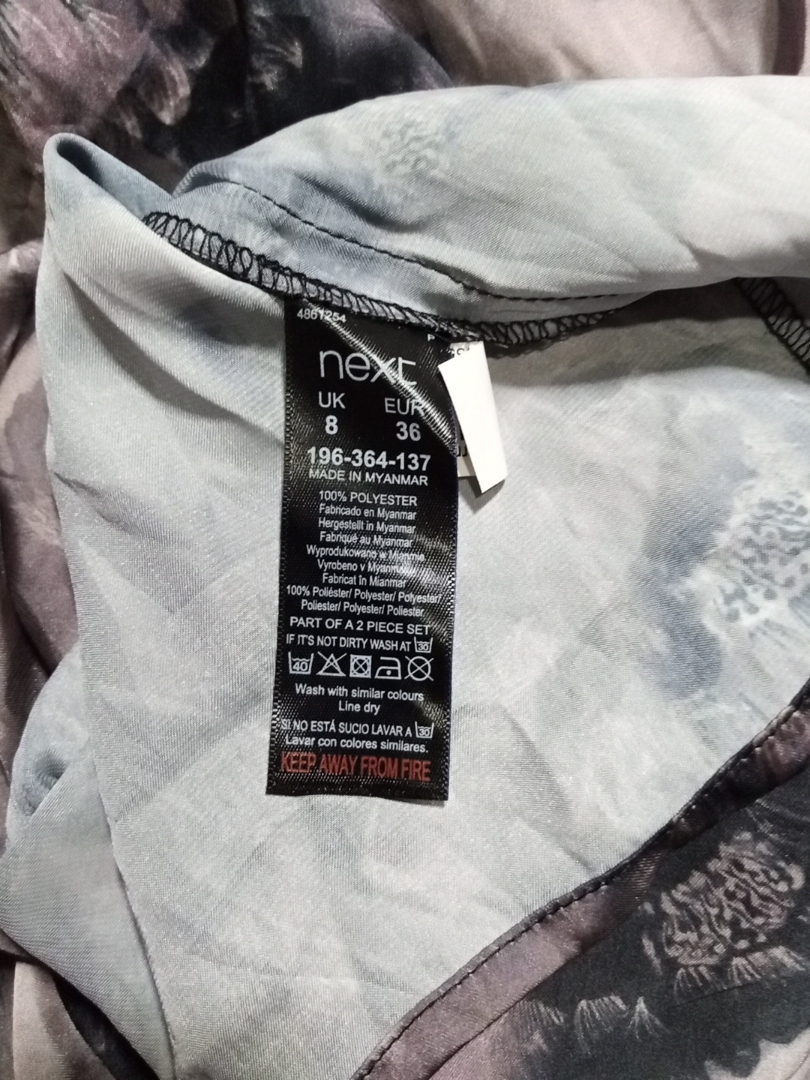 4861254
next
UK EUR
8 36
196-364-137
MADE IN MYANMAR
100% POLYESTER
Fabricado en Myanmar
Hergestellt in Myanmar
Fabriqué au Myanmar
Wyprodukowano w Mianma
Vyrobeno v Myanmar
Fabricat în Mianmar
100% Poliéster/ Polyester/ Polyester/
Poliester/ Polyester/ Poliester
PART OF A 2 PIECE SET
IF IT'S NOT DIRTY WASH AT 30
40
Wash with similar colours
Line dry
SI NO ESTÁ SUCIO LAVAR A 30
Lavar con colores similares.
KEEP AWAY FROM FIRE